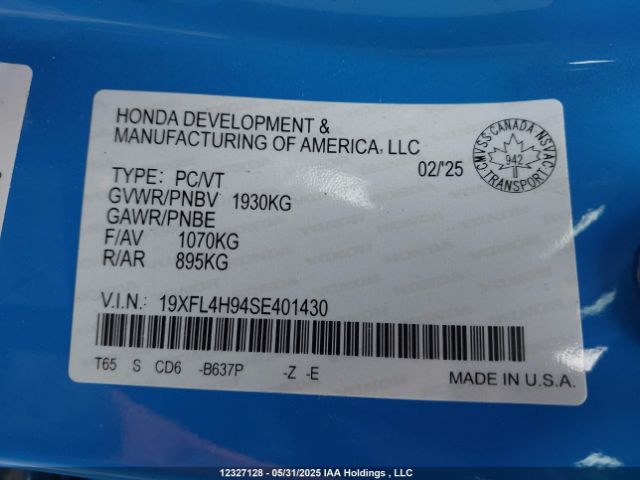 HONDA DEVELOPMENT &
MANUFACTURING OF AMERICA, LLC
02/'25
CMVSS·CANADA·NSVAC
942
TRANSPORT
TYPE: PC/VT
GVWR/PNBV 1930KG
GAWR/PNBE
F/AV 1070KG
R/AR 895KG
V.I.N.: 19XFL4H94SE401430
T65 S CD6 -B637P -Z -E
MADE IN U.S.A.
12327128 - 05/31/2025 IAA Holdings , LLC